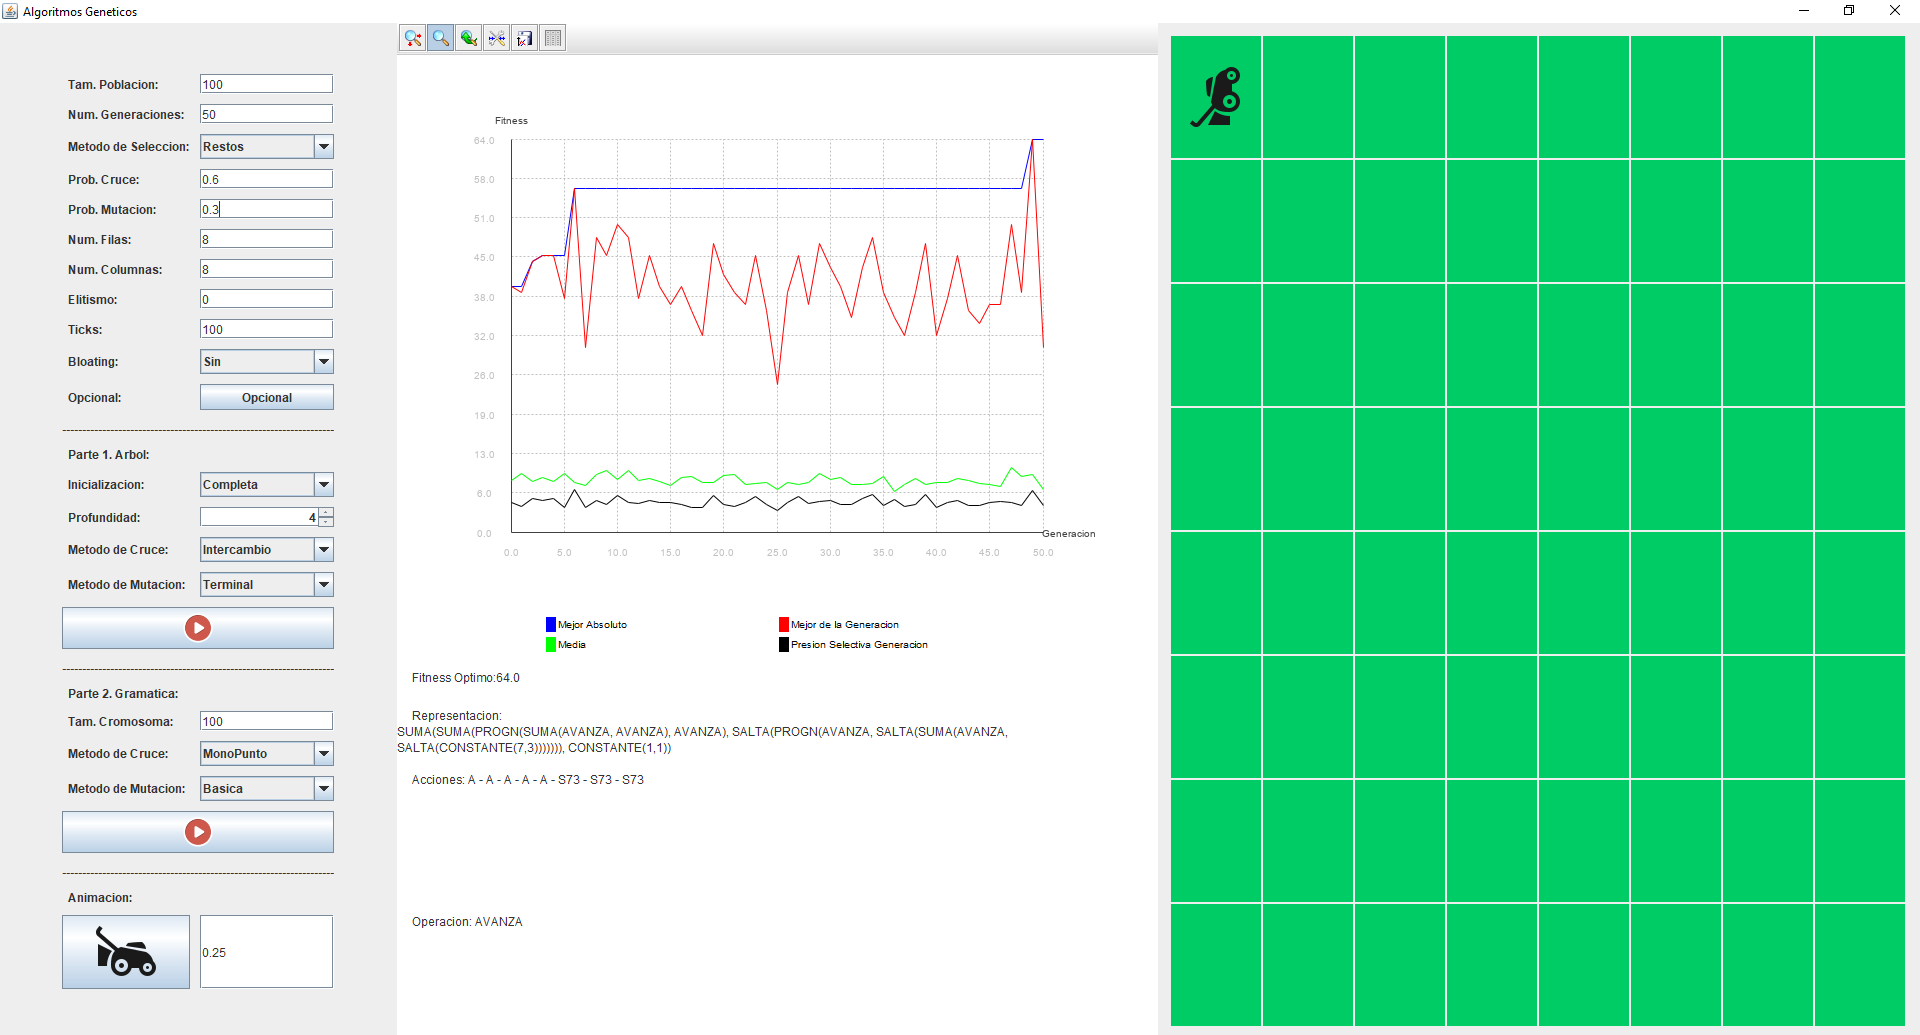 Algoritmos Geneticos
Tam. Poblacion: 100
Num. Generaciones: 50
Metodo de Seleccion: Restos
Prob. Cruce: 0.6
Prob. Mutacion: 0.3
Num. Filas: 8
Num. Columnas: 8
Elitismo: 0
Ticks: 100
Bloating: Sin
Opcional: Opcional
Parte 1. Arbol:
Inicializacion: Completa
Profundidad: 4
Metodo de Cruce: Intercambio
Metodo de Mutacion: Terminal
Parte 2. Gramatica:
Tam. Cromosoma: 100
Metodo de Cruce: MonoPunto
Metodo de Mutacion: Basica
Animacion:
0.25
Fitness
64.0
58.0
51.0
45.0
38.0
32.0
26.0
19.0
13.0
6.0
0.0
Generacion
0.0 5.0 10.0 15.0 20.0 25.0 30.0 35.0 40.0 45.0 50.0
Mejor Absoluto Mejor de la Generacion
Media Presion Selectiva Generacion
Fitness Optimo:64.0
Representacion:
SUMA(SUMA(PROGN(SUMA(AVANZA, AVANZA), AVANZA), SALTA(PROGN(AVANZA, SALTA(SUMA(AVANZA,
SALTA(CONSTANTE(7,3))))))), CONSTANTE(1,1))
Acciones: A - A - A - A - A - S73 - S73 - S73
Operacion: AVANZA